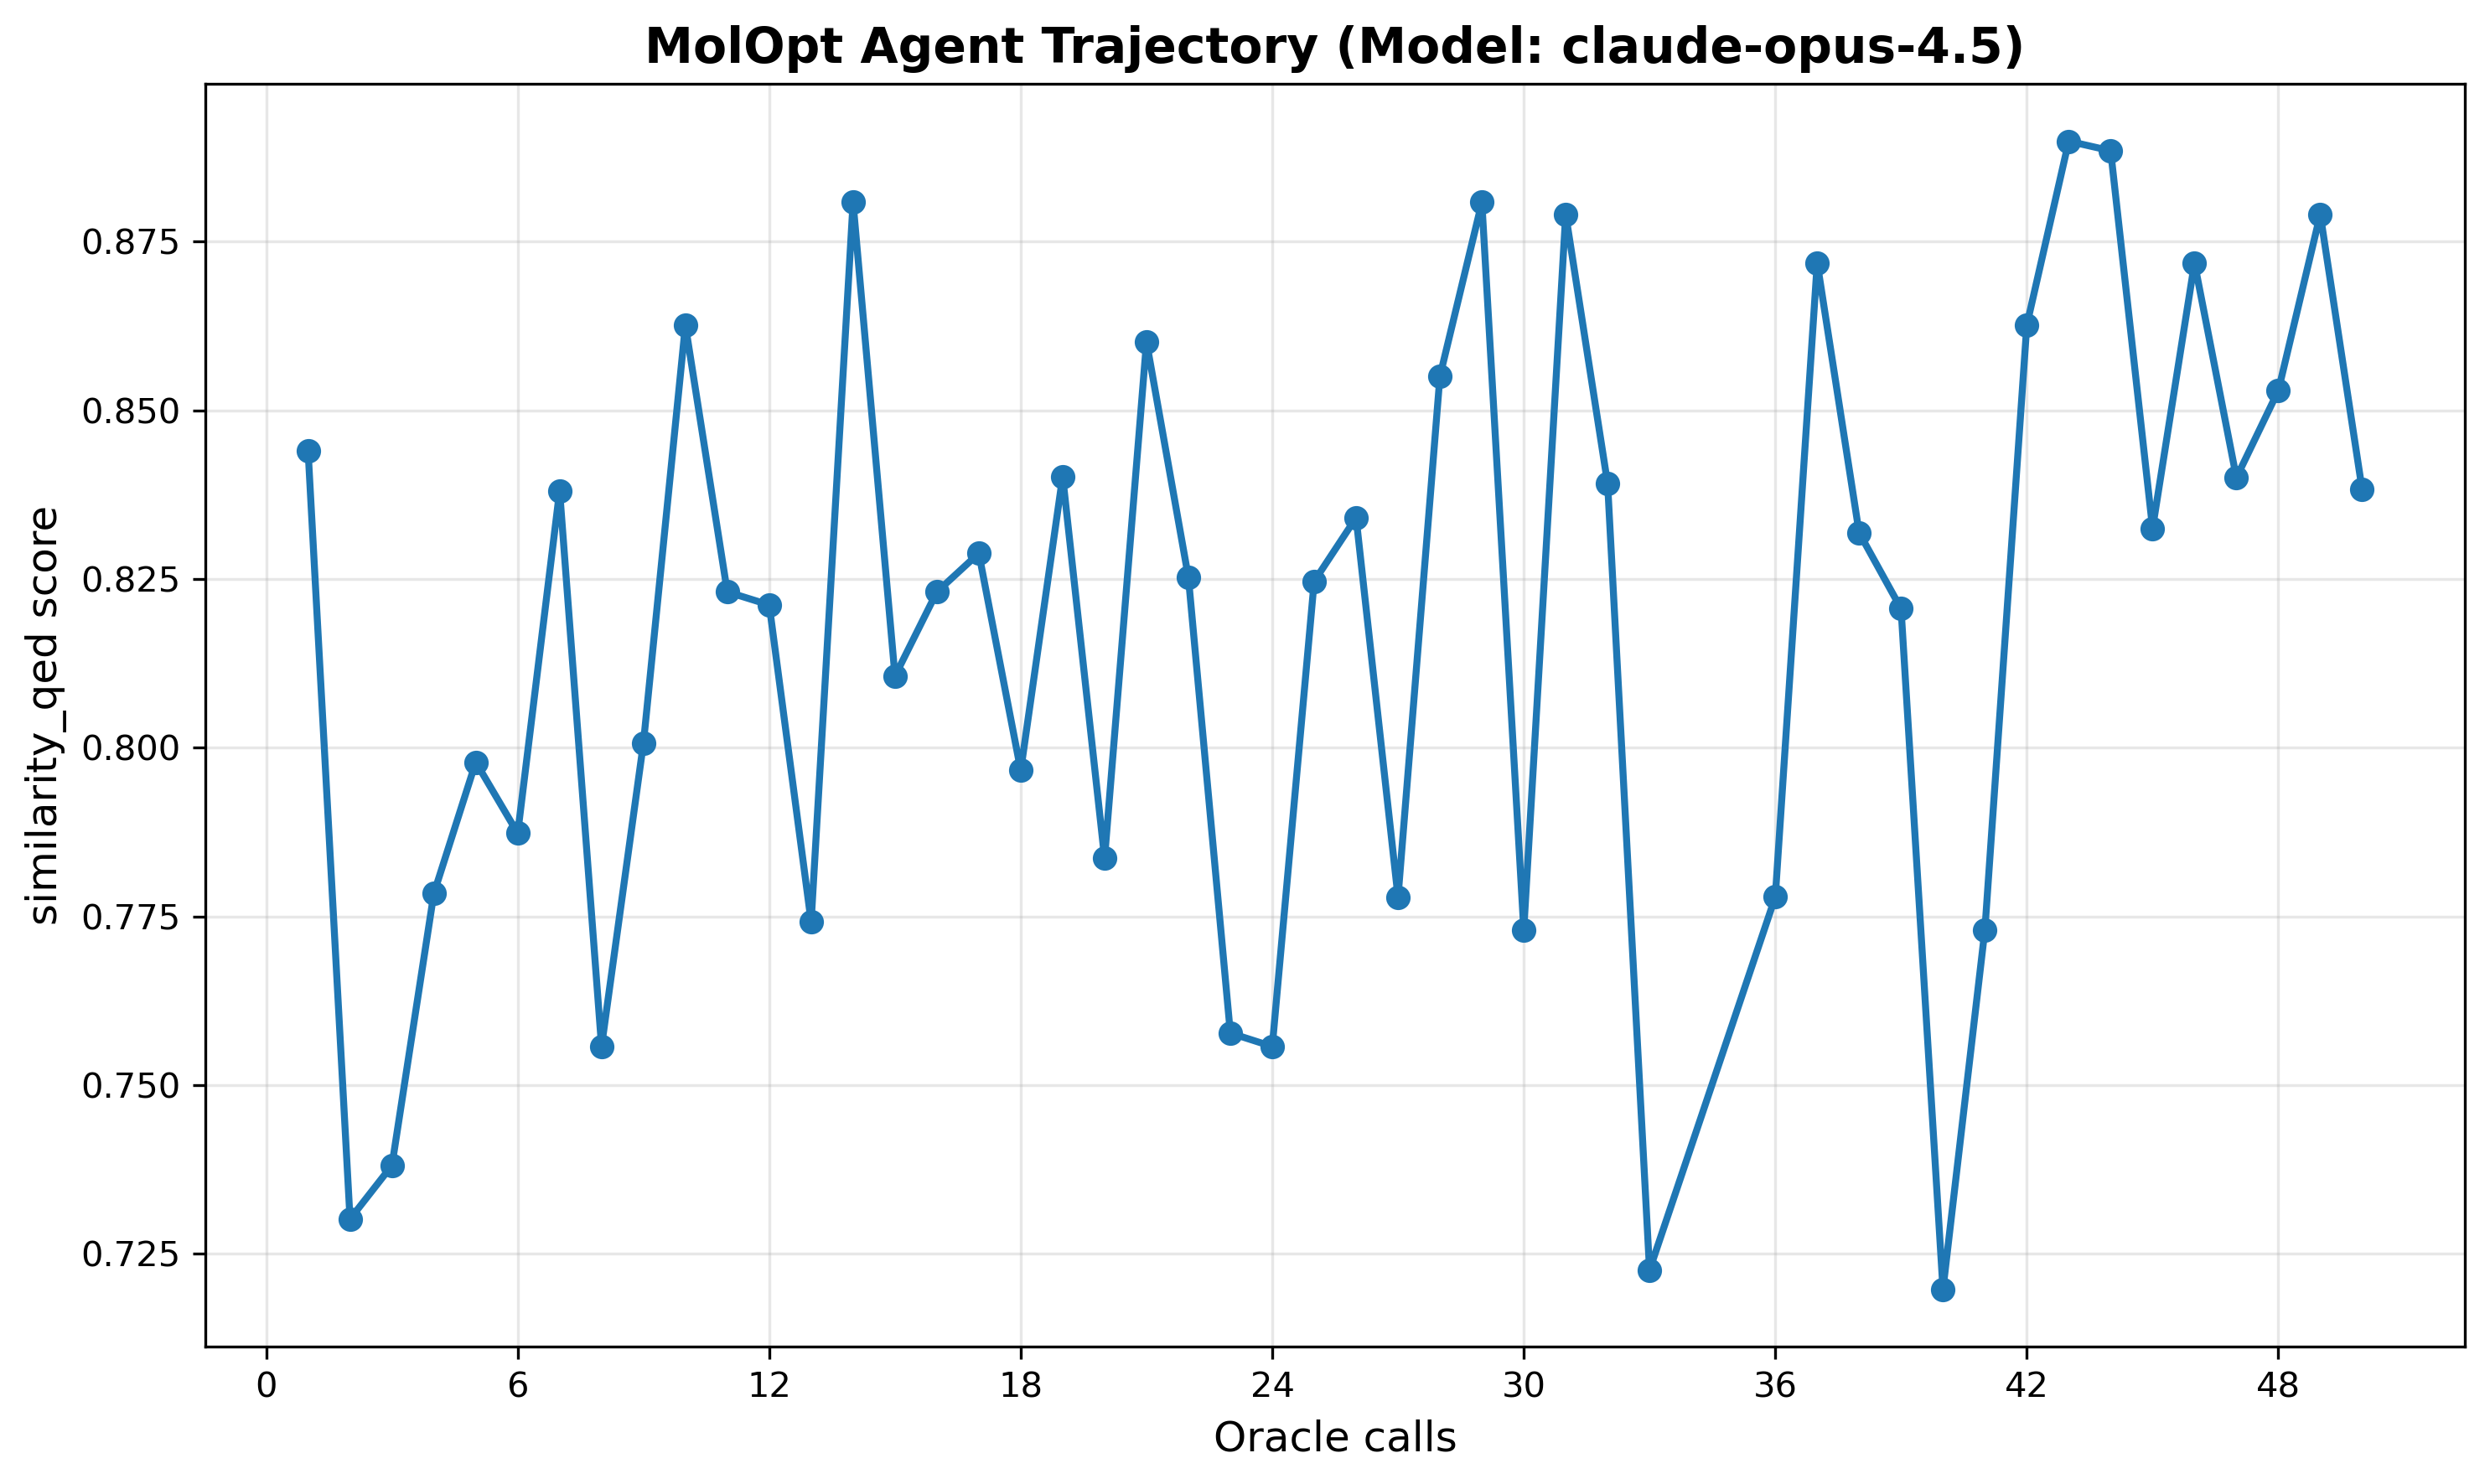 MolOpt Agent Trajectory (Model: claude-opus-4.5)
similarity_qed score
0.875
0.850
0.825
0.800
0.775
0.750
0.725
0 6 12 18 24 30 36 42 48
Oracle calls